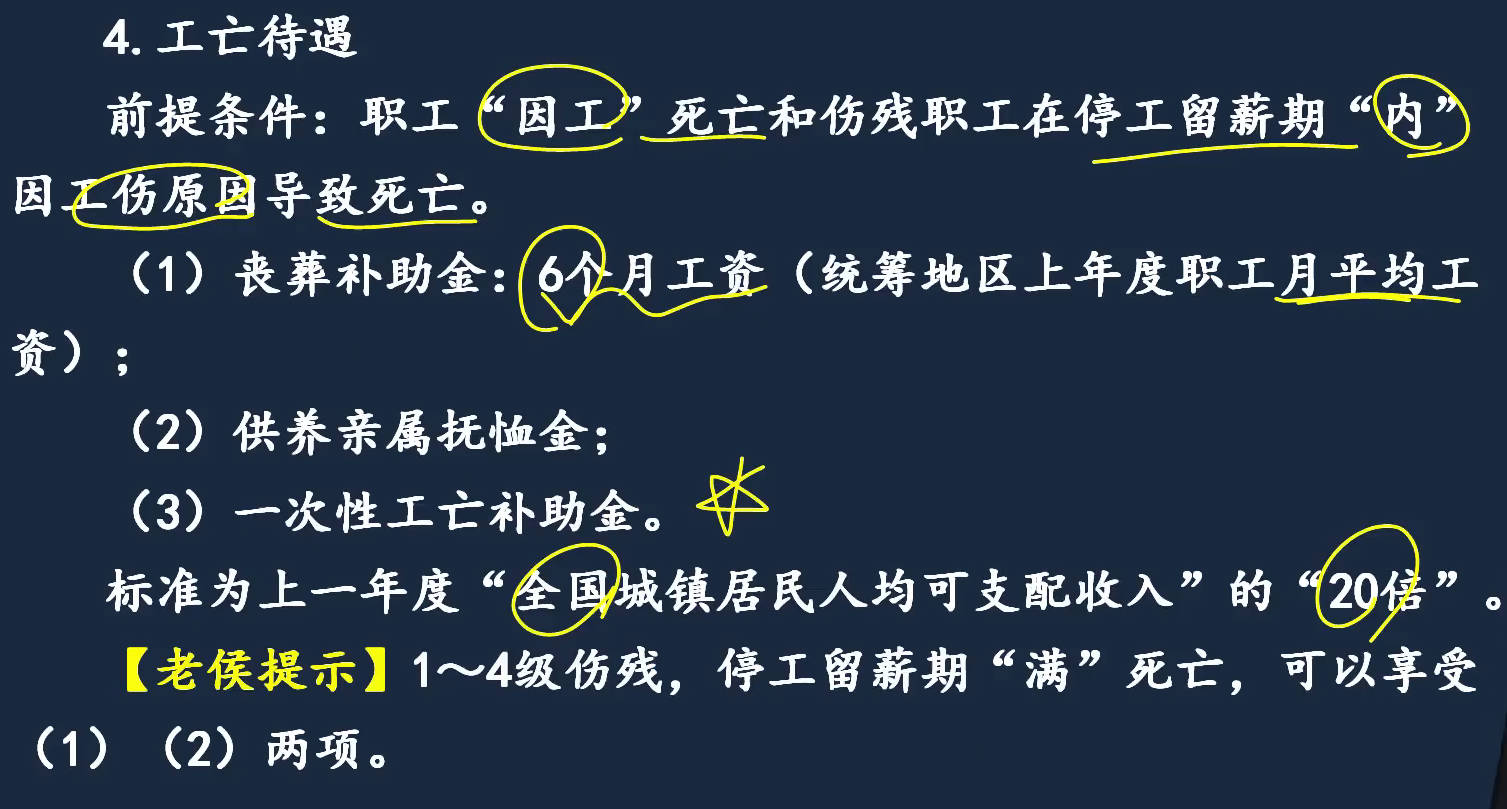 4. 工亡待遇
前提条件：职工“因工”死亡和伤残职工在停工留薪期“内”
因工伤原因导致死亡。
（1）丧葬补助金：6个月工资（统筹地区上年度职工月平均工
资）；
（2）供养亲属抚恤金；
（3）一次性工亡补助金。
标准为上一年度“全国城镇居民人均可支配收入”的“20倍”。
【老侯提示】1～4级伤残，停工留薪期“满”死亡，可以享受
（1）（2）两项。